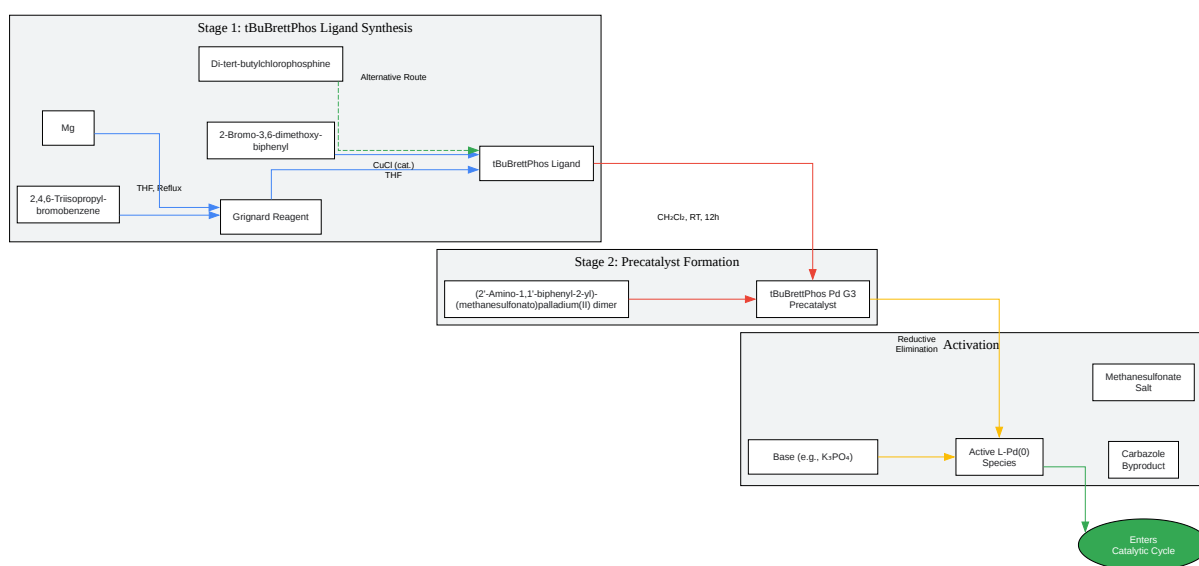 Stage 1: tBuBrettPhos Ligand Synthesis
Di-tert-butylchlorophosphine
Alternative Route
Mg
2-Bromo-3,6-dimethoxy-
biphenyl
CuCl (cat.)
THF
tBuBrettPhos Ligand
THF, Reflux
2,4,6-Triisopropyl-
bromobenzene
Grignard Reagent
CH₂Cl₂, RT, 12h
Stage 2: Precatalyst Formation
(2'-Amino-1,1'-biphenyl-2-yl)-
(methanesulfonato)palladium(II) dimer
tBuBrettPhos Pd G3
Precatalyst
Reductive
Elimination
Activation
Methanesulfonate
Salt
Base (e.g., K₃PO₄)
Active L-Pd(0)
Species
Carbazole
Byproduct
Enters
Catalytic Cycle